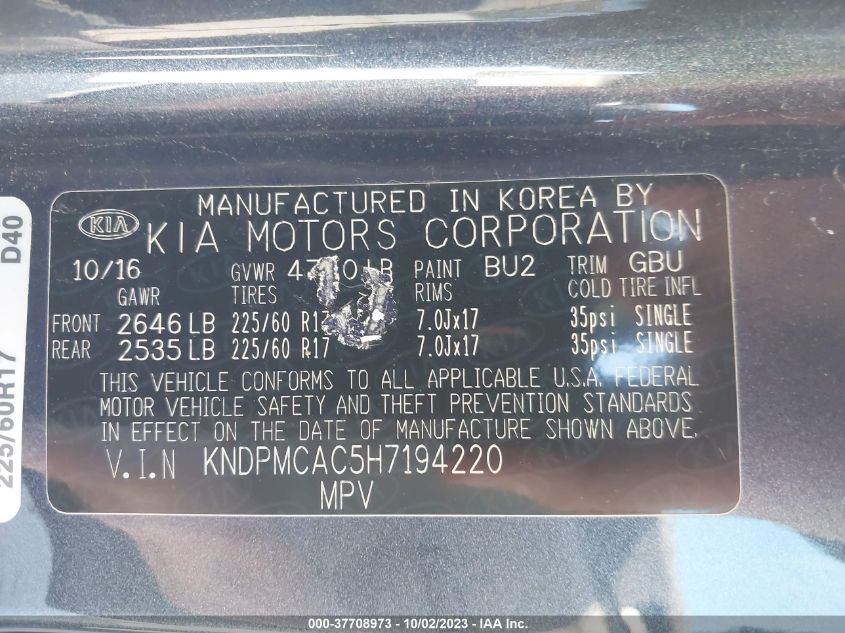 MANUFACTURED IN KOREA BY
KIA KIA MOTORS CORPORATION
10/16 GVWR LB PAINT BU2 TRIM GBU
GAWR TIRES RIMS COLD TIRE INFL
FRONT 2646 LB 225/60 R17 7.0Jx17 35psi SINGLE
REAR 2535 LB 225/60 R17 7.0Jx17 35psi SINGLE
THIS VEHICLE CONFORMS TO ALL APPLICABLE U.S.A. FEDERAL
MOTOR VEHICLE SAFETY AND THEFT PREVENTION STANDARDS
IN EFFECT ON THE DATE OF MANUFACTURE SHOWN ABOVE.
V.I.N KNDPMCAC5H7194220
MPV
225/60R17 D40
000-37708973 - 10/02/2023 - IAA Inc.